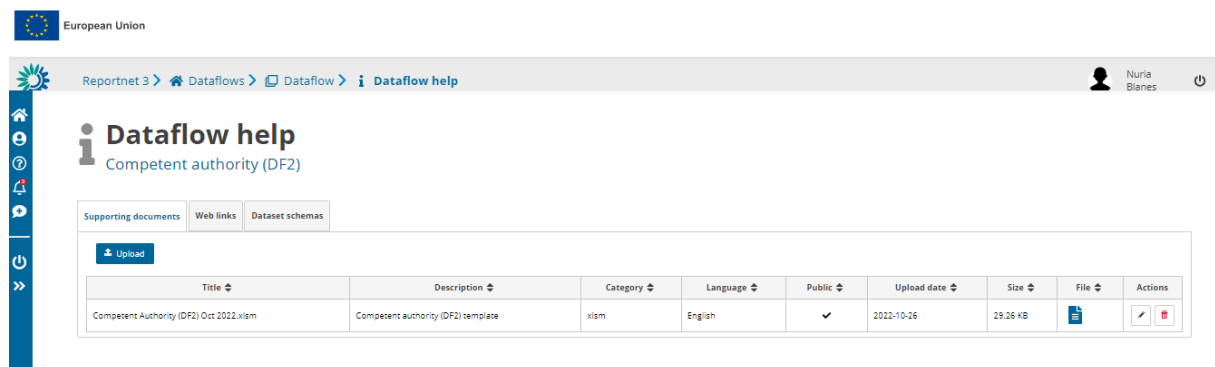 European Union
Reportnet 3 Dataflows Dataflow Dataflow help
Nuria
Blanes
Dataflow help
Competent authority (DF2)
Supporting documents Web links Dataset schemas
Upload
Title Description Category Language Public Upload date Size File Actions
Competent Authority (DF2) Oct 2022.xlsm Competent authority (DF2) template xlsm English 2022-10-26 29.26 KB